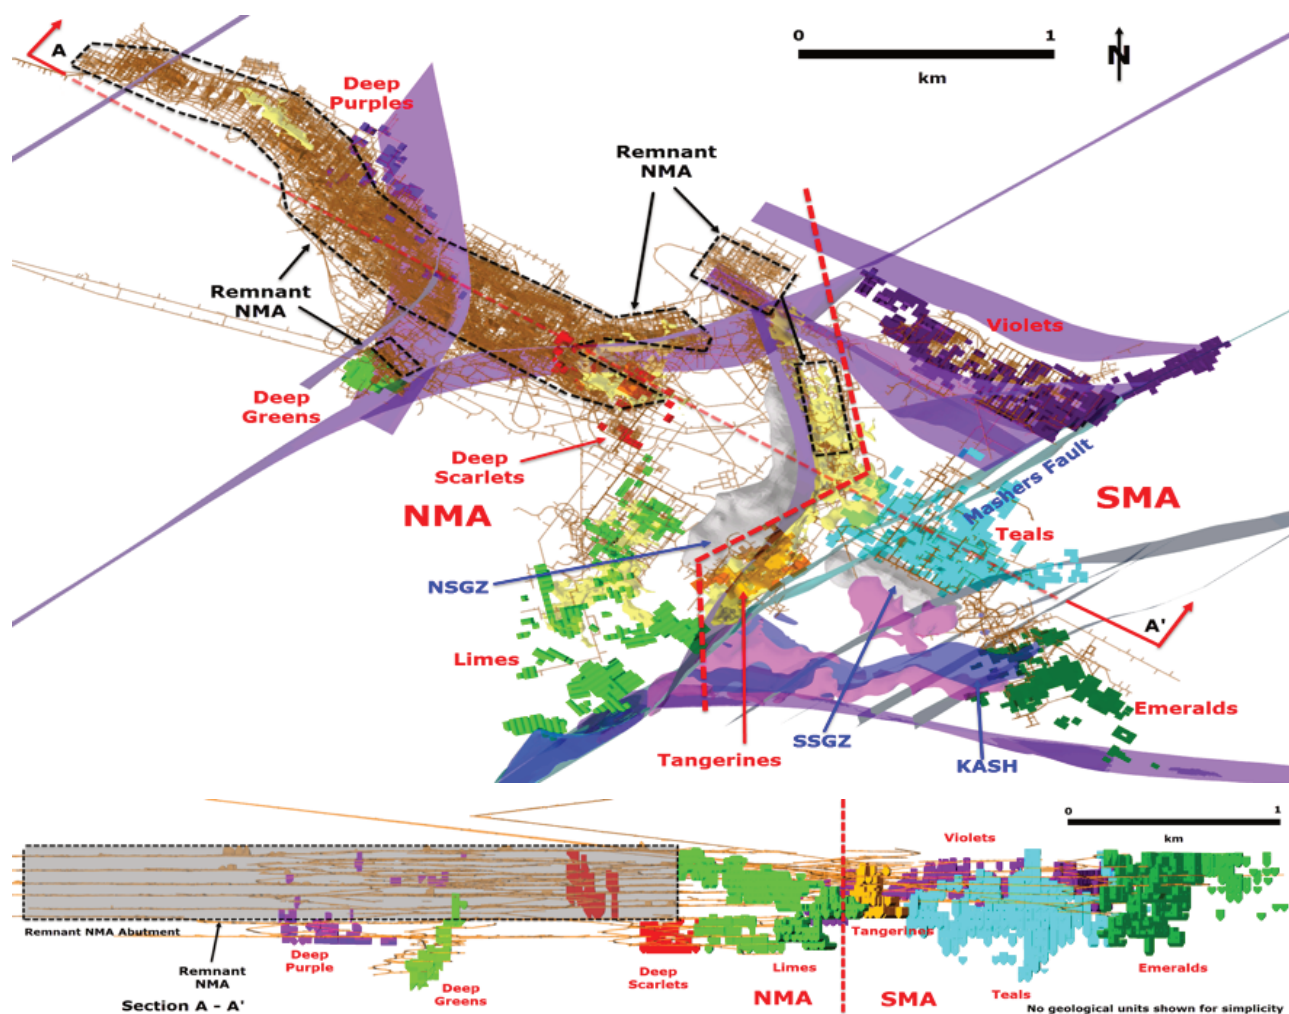 0
1
km
N
A
Deep
Purples
Remnant
NMA
Remnant
NMA
Violets
Deep
Greens
Deep
Scarlets
Mashers Fault
NMA
SMA
Teals
NSGZ
A'
Limes
Emeralds
SSGZ
Tangerines
KASH
0
1
km
Violets
Remnant NMA Abutment
Tangerines
Deep
Purple
Remnant
NMA
Deep
Scarlets
Limes
Emeralds
Deep
Greens
NMA
SMA
Teals
Section A - A'
No geological units shown for simplicity